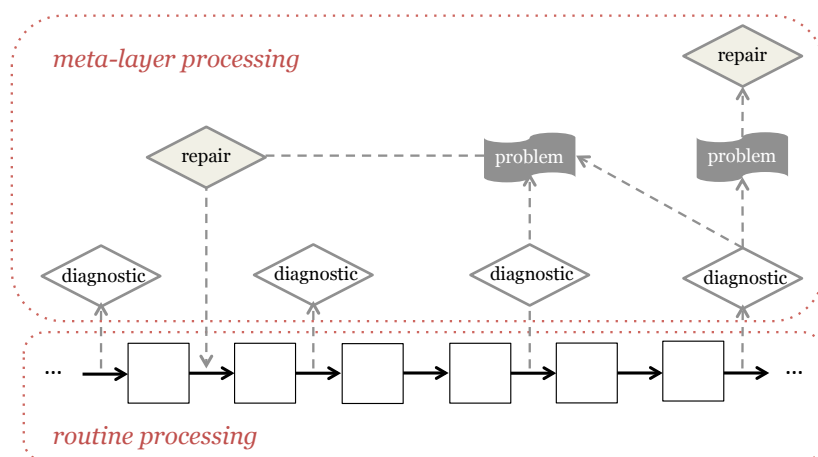 repair
meta-layer processing
repair
problem
problem
diagnostic
diagnostic
diagnostic
diagnostic
...
...
routine processing